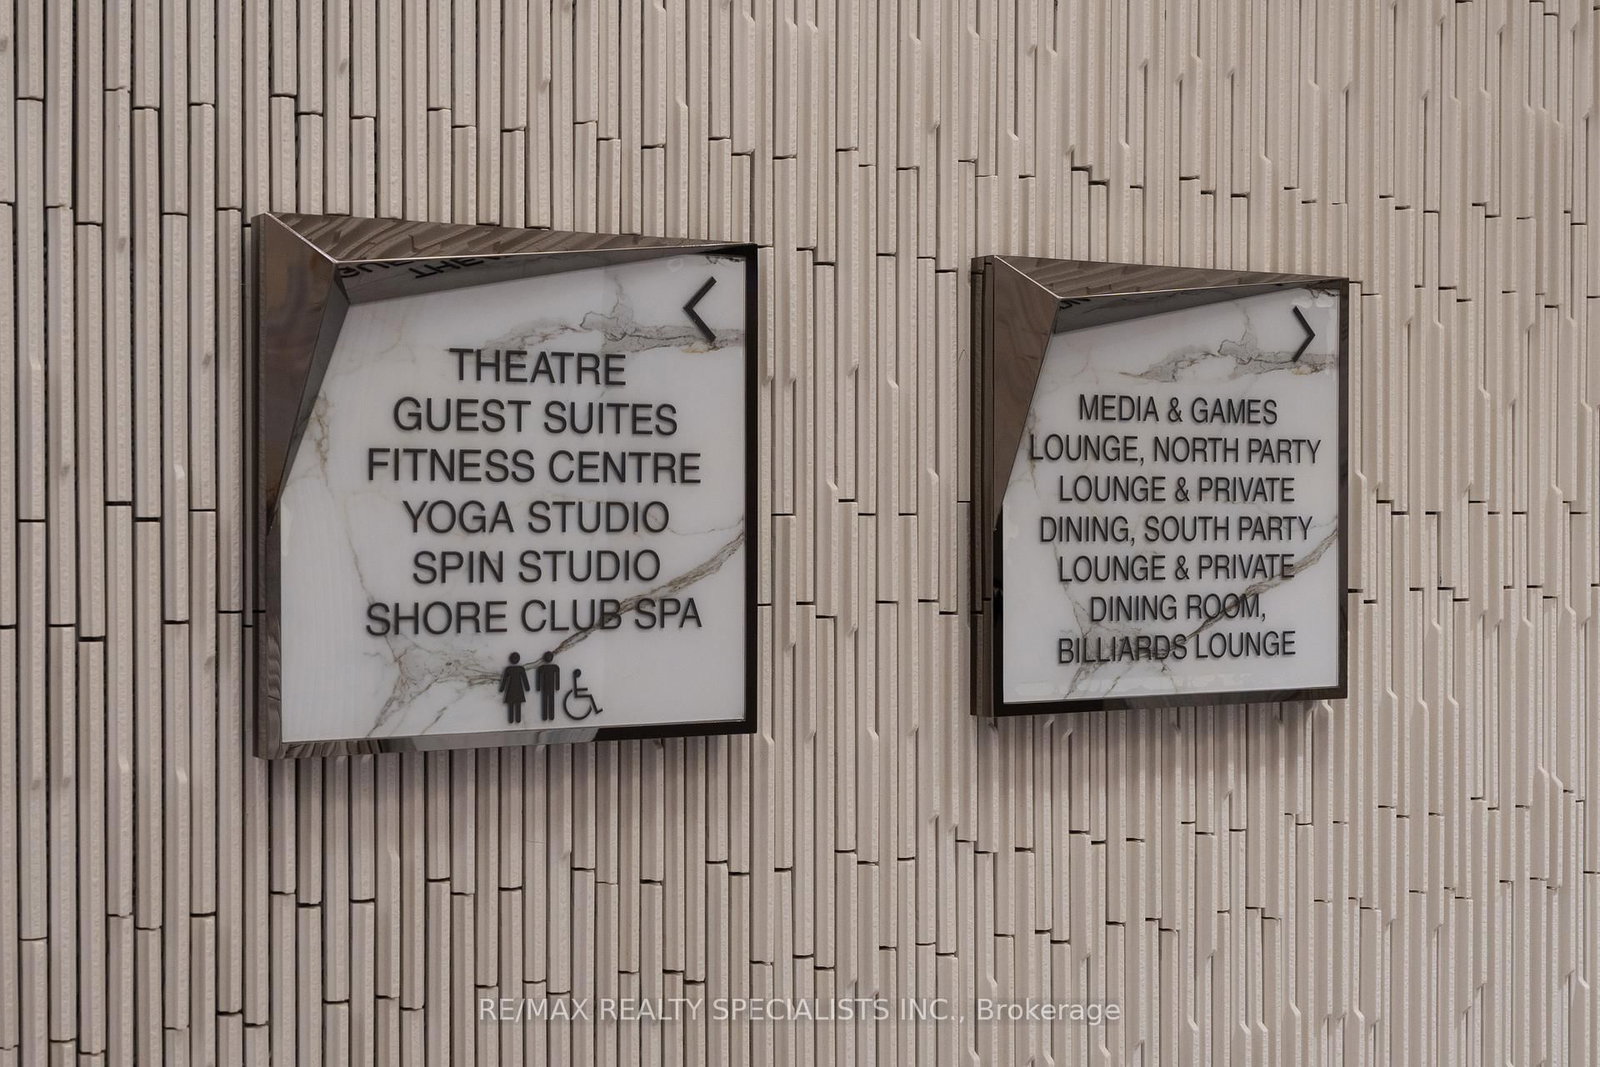 THEATRE
GUEST SUITES
FITNESS CENTRE
YOGA STUDIO
SPIN STUDIO
SHORE CLUB SPA
MEDIA & GAMES
LOUNGE, NORTH PARTY
LOUNGE & PRIVATE
DINING, SOUTH PARTY
LOUNGE & PRIVATE
DINING ROOM,
BILLIARDS LOUNGE
RE/MAX REALTY SPECIALISTS INC., Brokerage